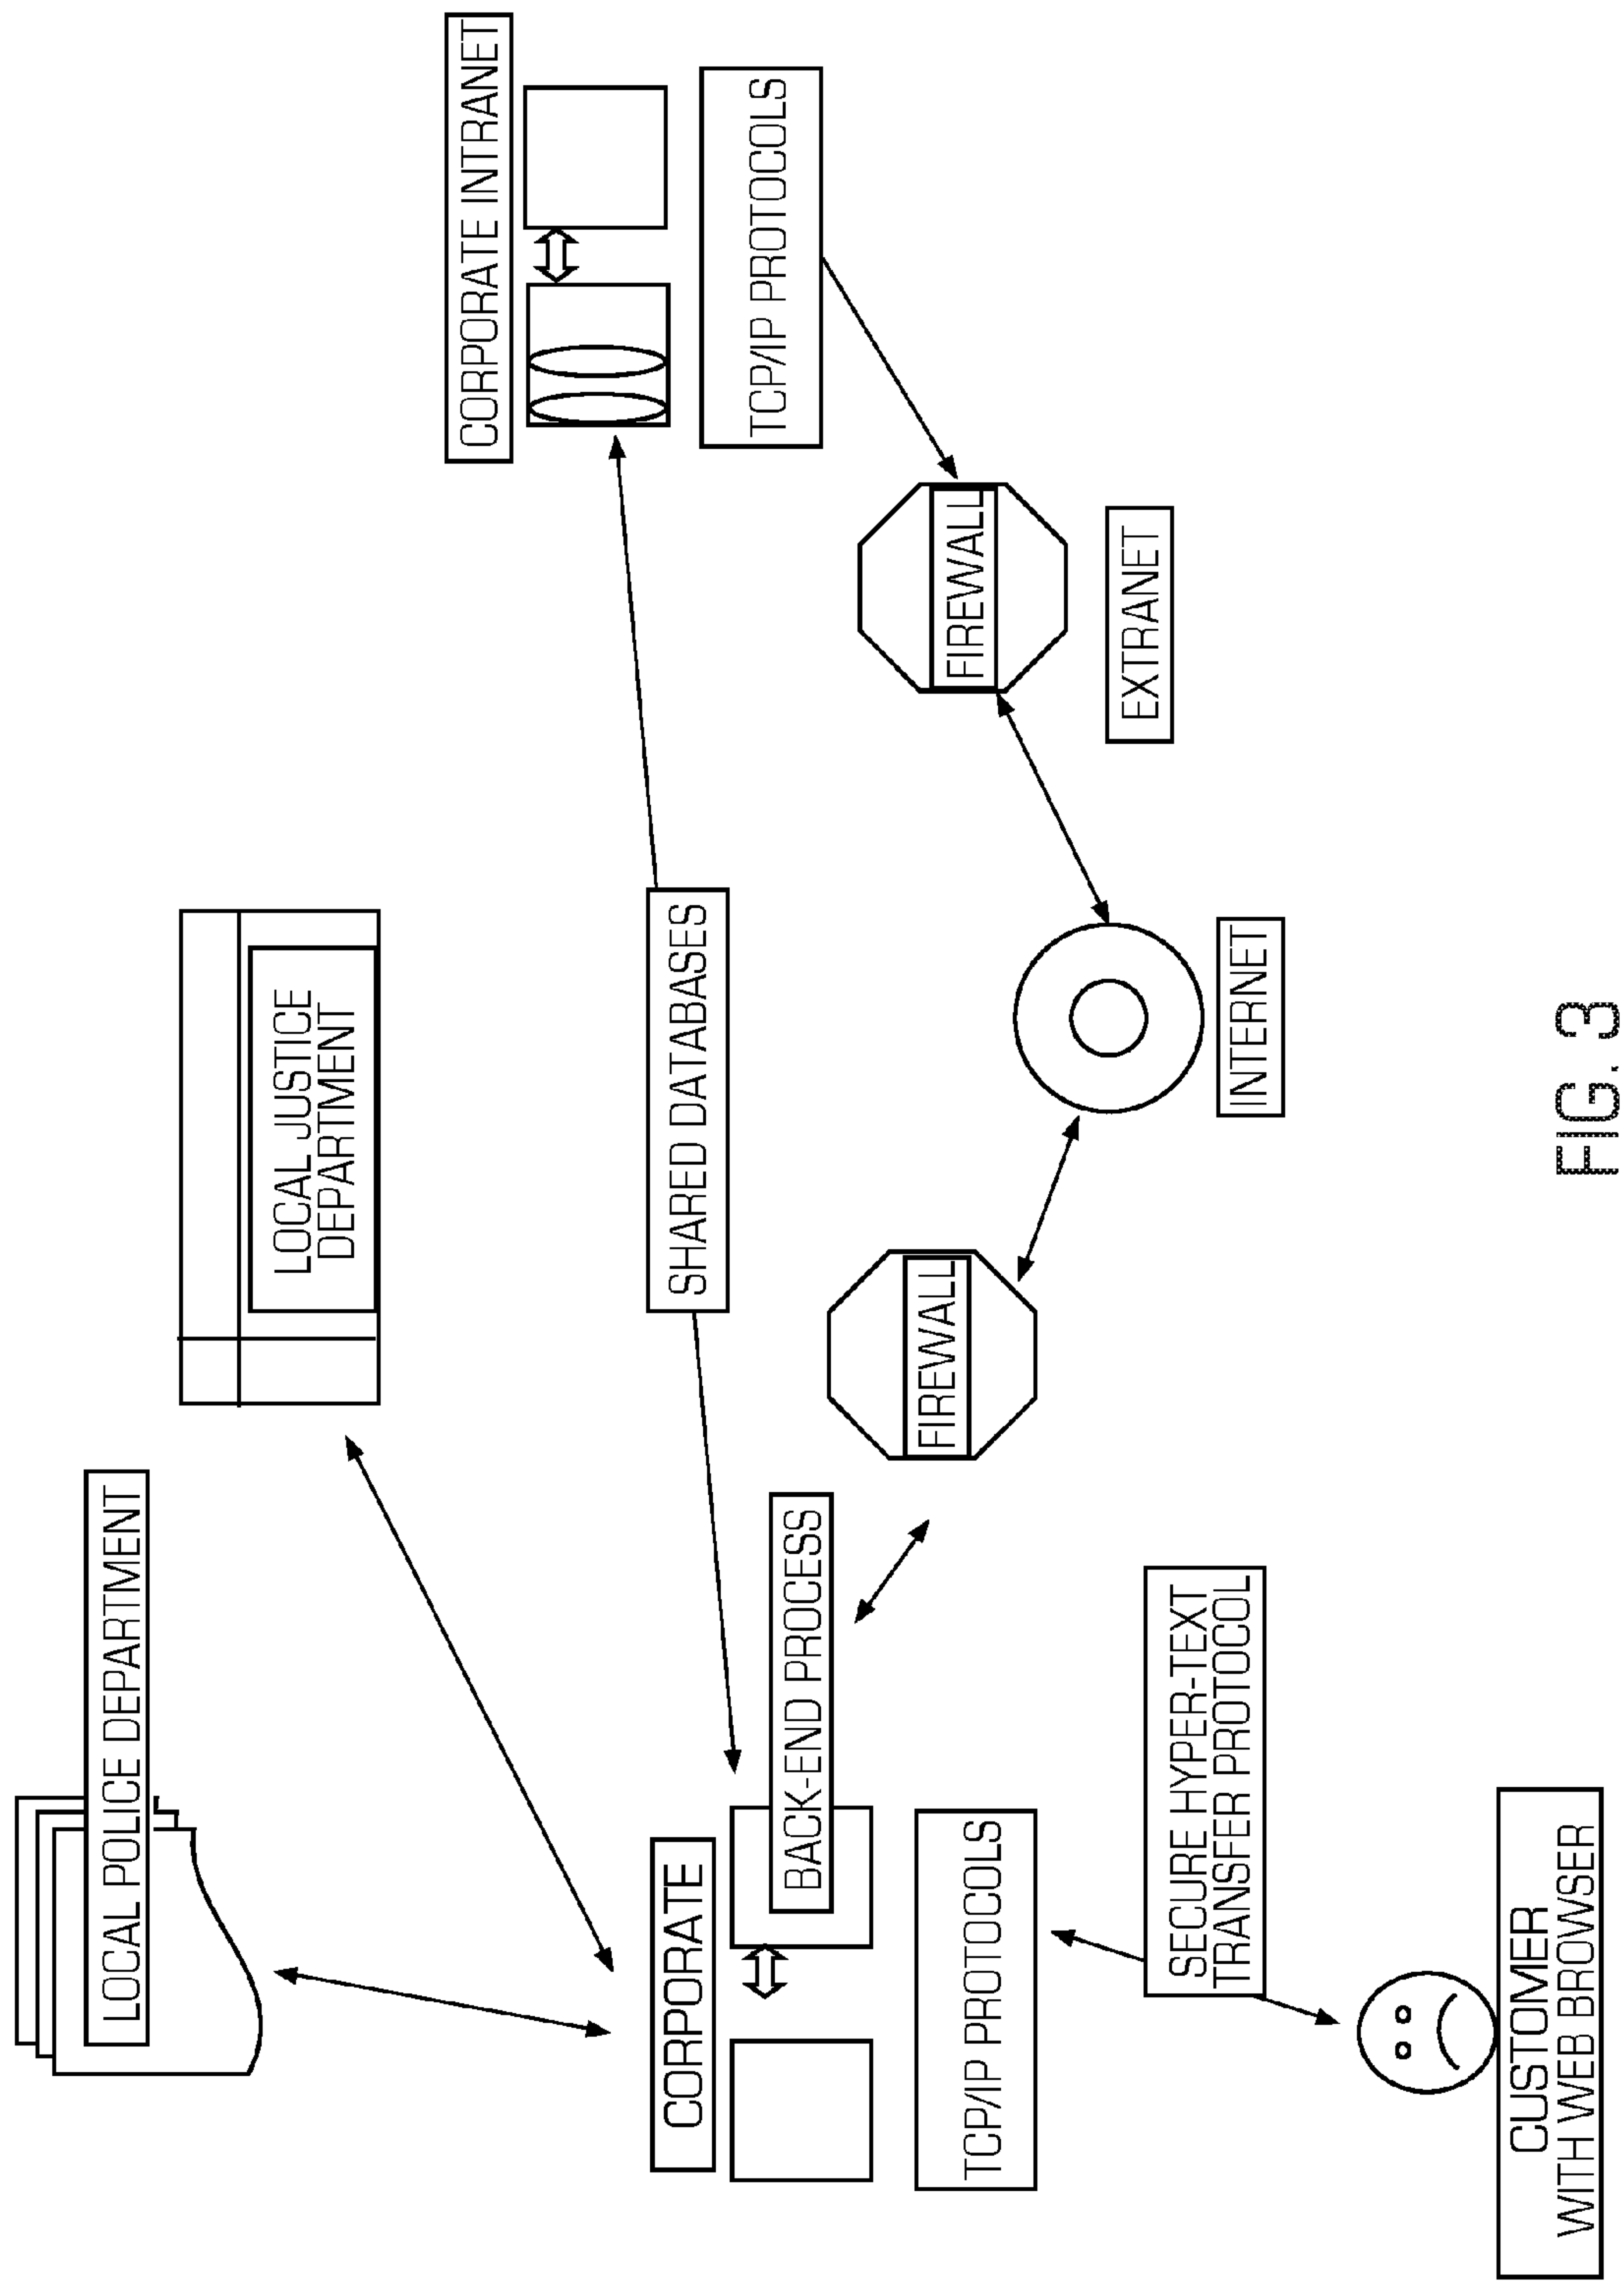 LOCAL POLICE DEPARTMENT
LOCAL JUSTICE
DEPARTMENT
CORPORATE INTRANET
CORPORATE
SHARED DATABASES
TCP/IP PROTOCOLS
BACK-END PROCESS
FIREWALL
FIREWALL
TCP/IP PROTOCOLS
EXTRANET
INTERNET
SECURE HYPER-TEXT
TRANSFER PROTOCOL
CUSTOMER
WITH WEB BROWSER
FIG. 3